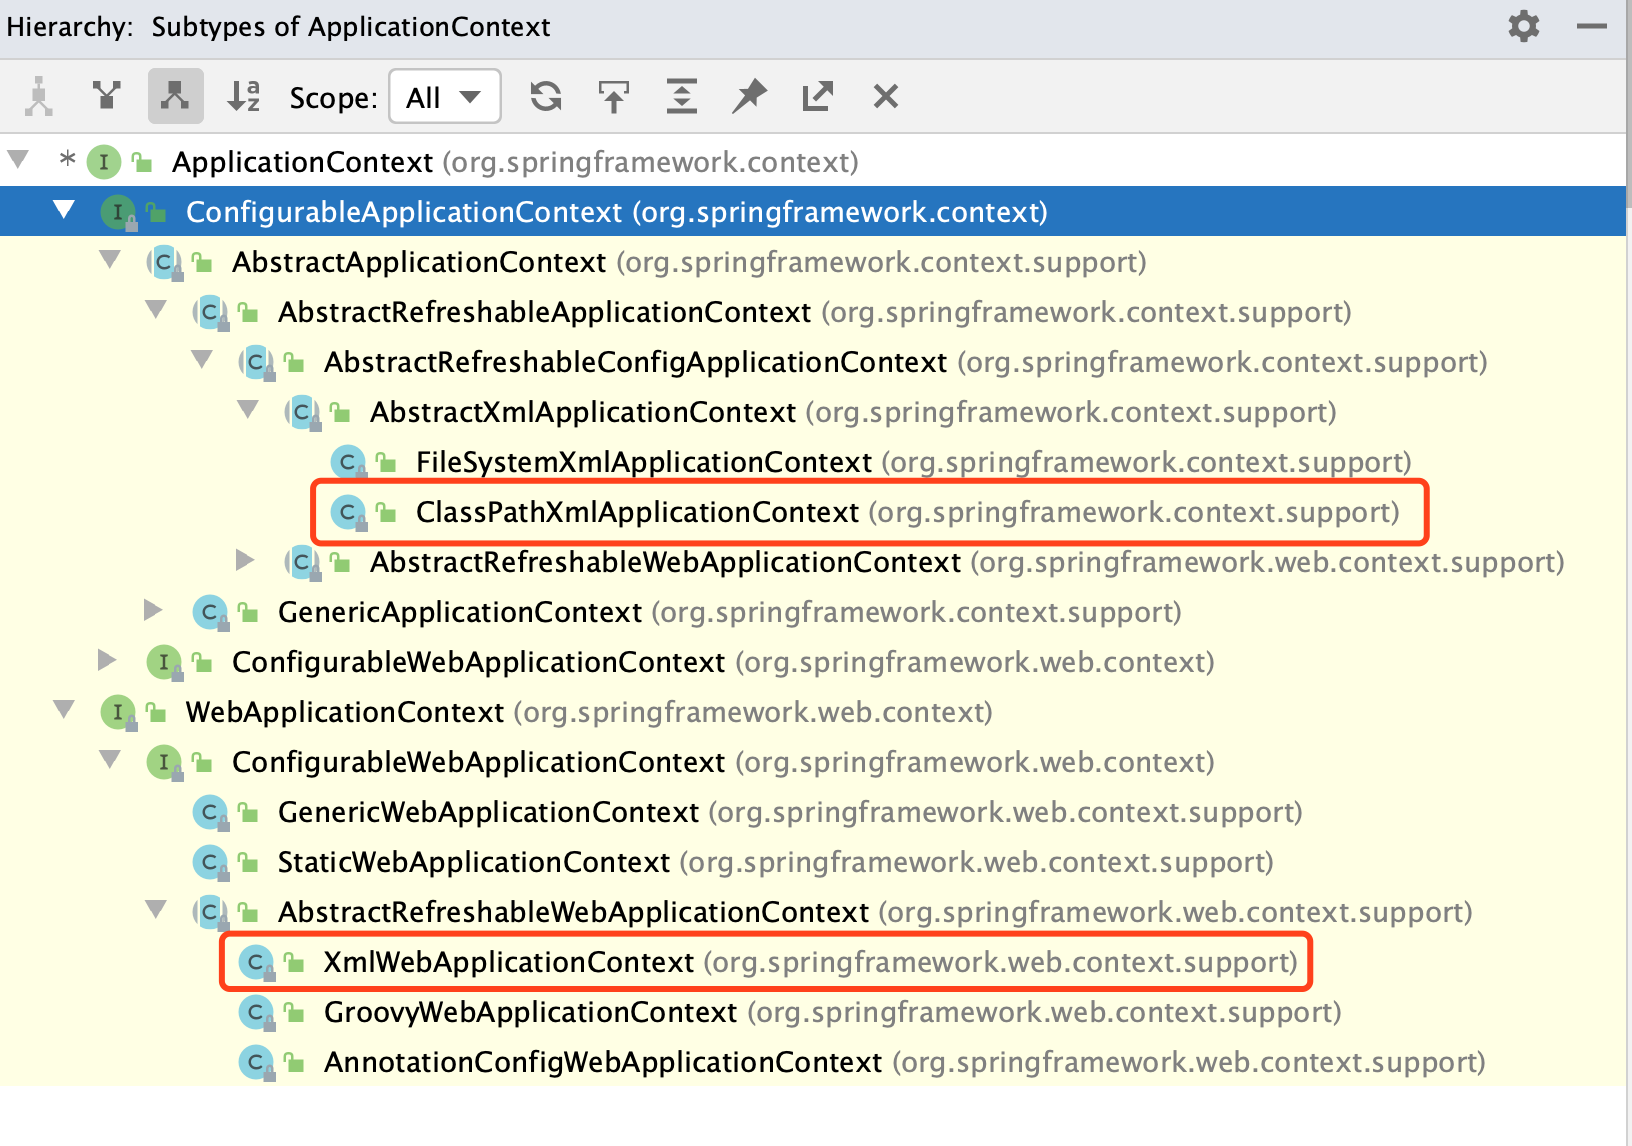 Hierarchy: Subtypes of ApplicationContext
Scope: All
* I ApplicationContext (org.springframework.context)
I ConfigurableApplicationContext (org.springframework.context)
C AbstractApplicationContext (org.springframework.context.support)
C AbstractRefreshableApplicationContext (org.springframework.context.support)
C AbstractRefreshableConfigApplicationContext (org.springframework.context.support)
C AbstractXmlApplicationContext (org.springframework.context.support)
C FileSystemXmlApplicationContext (org.springframework.context.support)
C ClassPathXmlApplicationContext (org.springframework.context.support)
C AbstractRefreshableWebApplicationContext (org.springframework.web.context.support)
C GenericApplicationContext (org.springframework.context.support)
I ConfigurableWebApplicationContext (org.springframework.web.context)
I WebApplicationContext (org.springframework.web.context)
I ConfigurableWebApplicationContext (org.springframework.web.context)
C GenericWebApplicationContext (org.springframework.web.context.support)
C StaticWebApplicationContext (org.springframework.web.context.support)
C AbstractRefreshableWebApplicationContext (org.springframework.web.context.support)
C XmlWebApplicationContext (org.springframework.web.context.support)
C GroovyWebApplicationContext (org.springframework.web.context.support)
C AnnotationConfigWebApplicationContext (org.springframework.web.context.support)